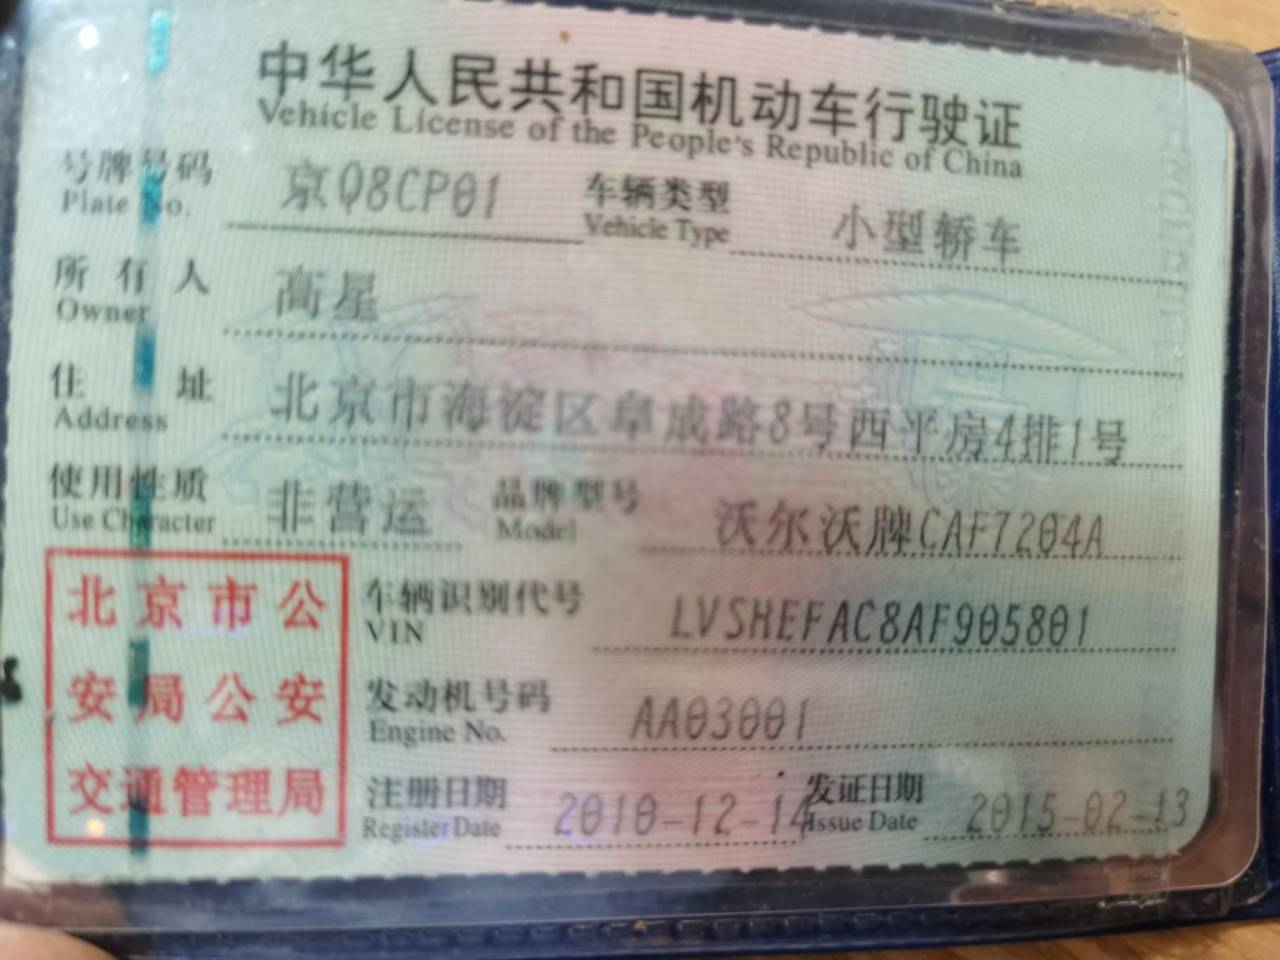 中华人民共和国机动车行驶证
Vehicle License of the People's Republic of China
号牌号码 京Q8CP01 车辆类型 小型轿车
Plate No. Vehicle Type
所有人 高星
Owner
住址 北京市海淀区阜成路8号西平房4排1号
Address
使用性质 非营运 品牌型号 沃尔沃牌CAF7204A
Use Character Model
北京市公
安局公安
交通管理局
车辆识别代号 LVSHEFAC8AF905801
VIN
发动机号码 AA03001
Engine No.
注册日期 2010-12-14 发证日期 2015-02-13
Register Date Issue Date